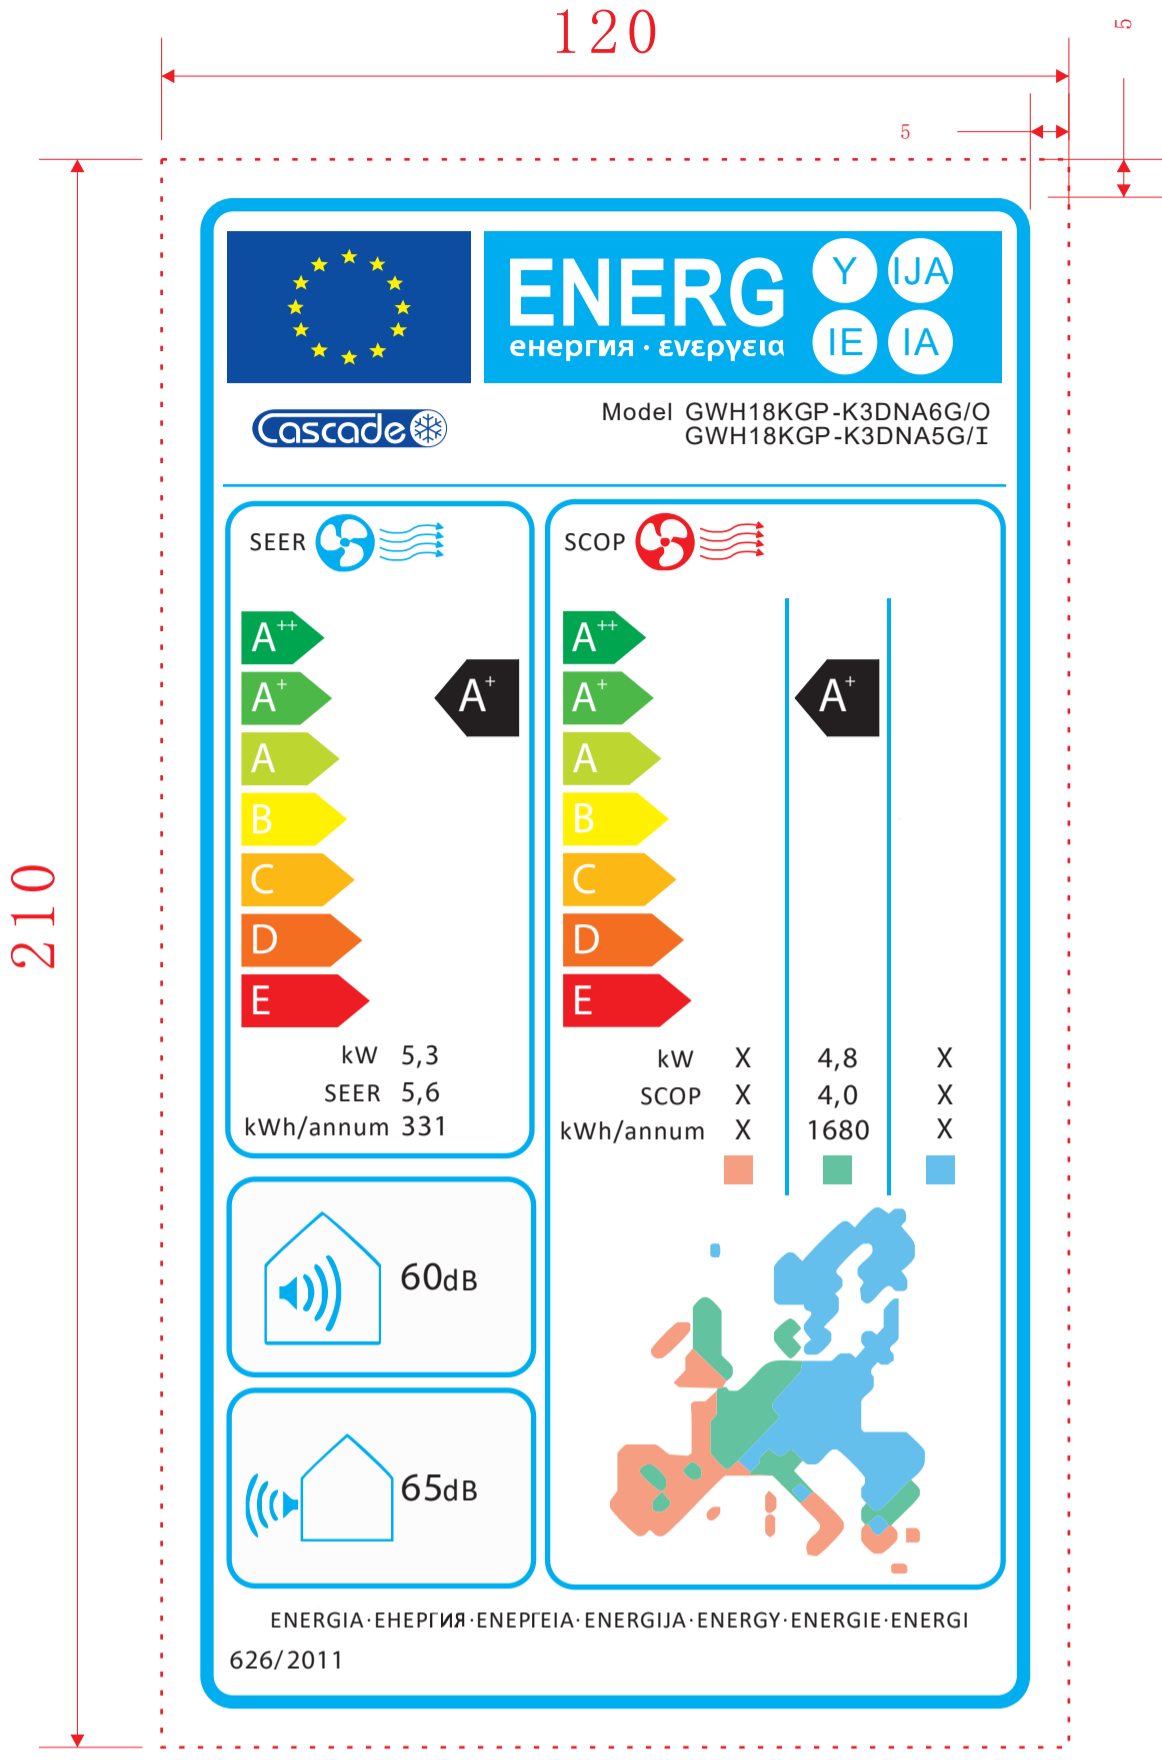 120
5
5
210
ENERG
енергия · ενεργεια
Y IJA
IE IA
Cascade
Model GWH18KGP-K3DNA6G/O
GWH18KGP-K3DNA5G/I
SEER
A++
A+
A
B
C
D
E
A+
kW 5,3
SEER 5,6
kWh/annum 331
SCOP
A++
A+
A
B
C
D
E
A+
kW X 4,8 X
SCOP X 4,0 X
kWh/annum X 1680 X
60dB
65dB
ENERGIA·ЕНЕРГИЯ·ΕΝΕΡΓΕΙΑ·ENERGIJA·ENERGY·ENERGIE·ENERGI
626/2011